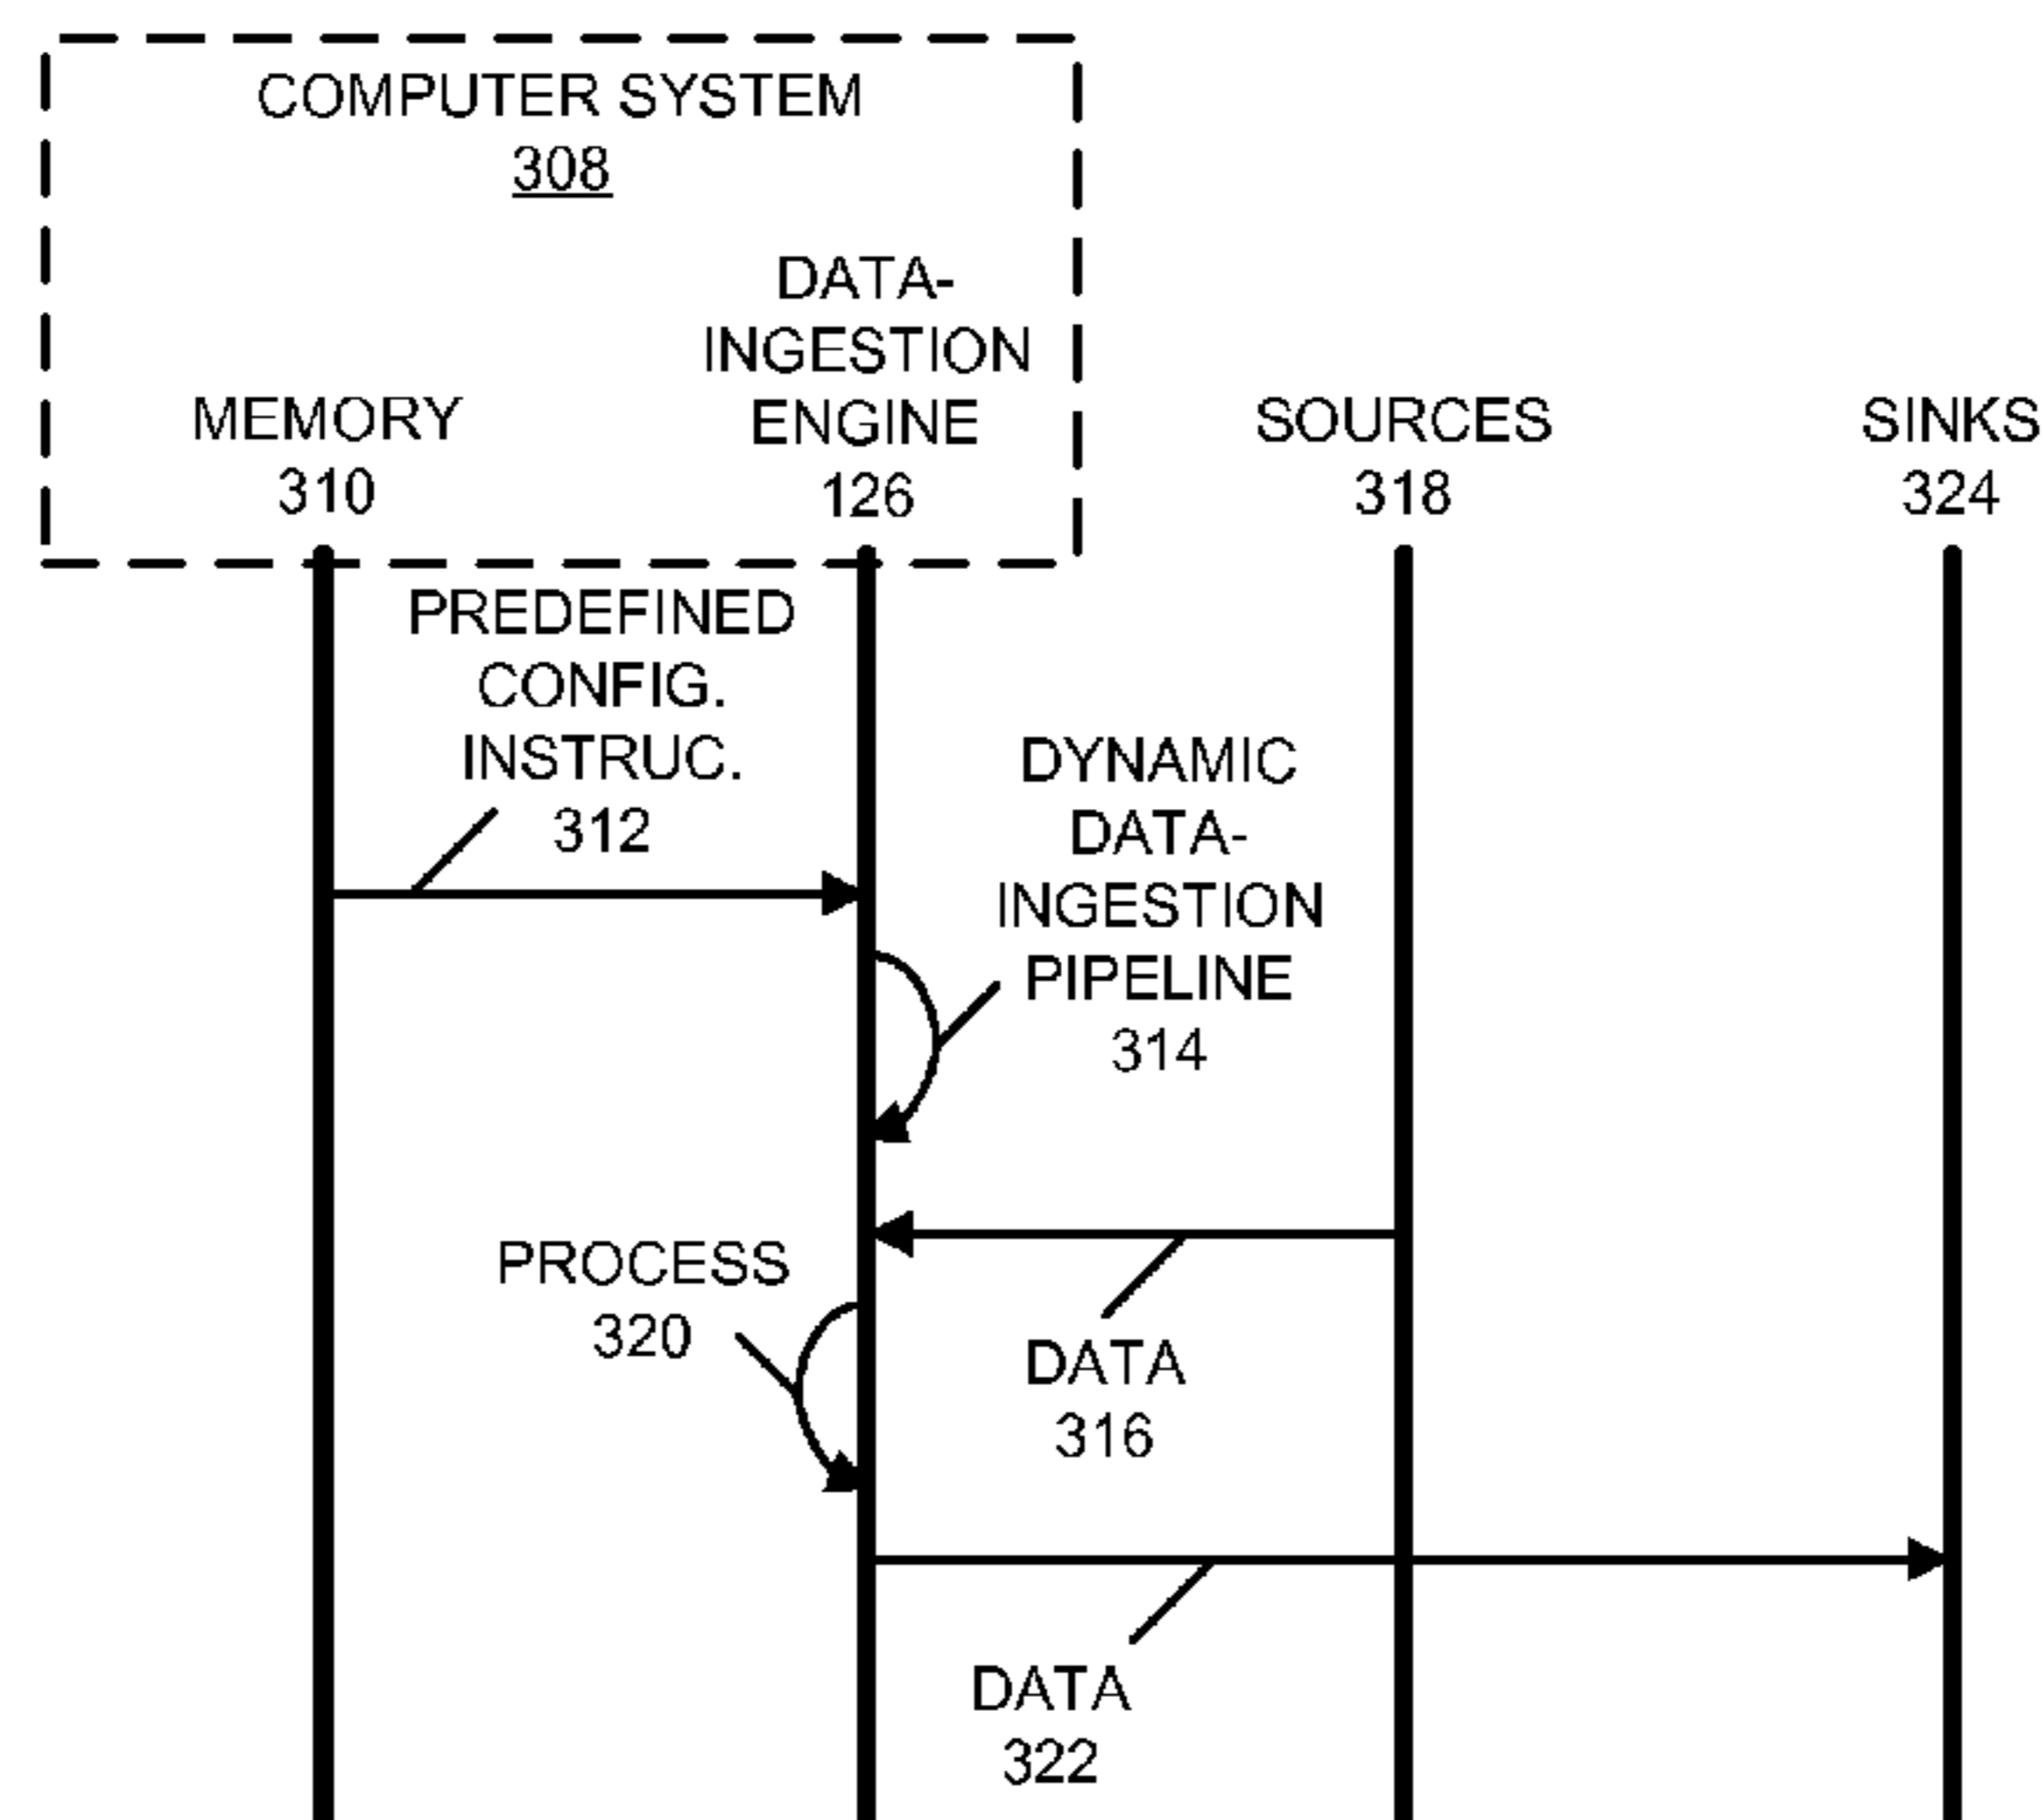 COMPUTER SYSTEM
308
DATA-
INGESTION
ENGINE
126
MEMORY
310
SOURCES
318
SINKS
324
PREDEFINED
CONFIG.
INSTRUC.
312
DYNAMIC
DATA-
INGESTION
PIPELINE
314
PROCESS
320
DATA
316
DATA
322